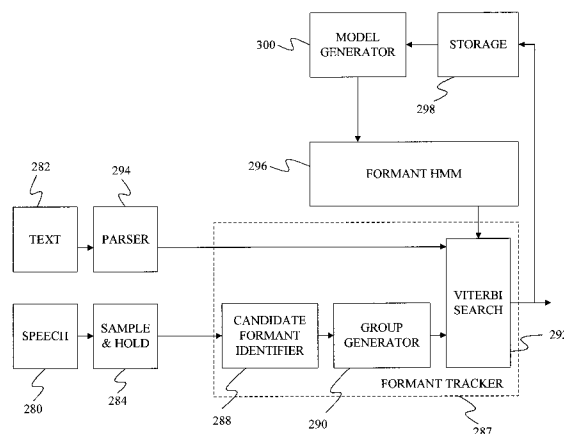 300
MODEL
GENERATOR
STORAGE
298
296
FORMANT HMM
282
294
TEXT
PARSER
VITERBI
SEARCH
SPEECH
SAMPLE
& HOLD
CANDIDATE
FORMANT
IDENTIFIER
GROUP
GENERATOR
292
FORMANT TRACKER
280
284
288
290
287